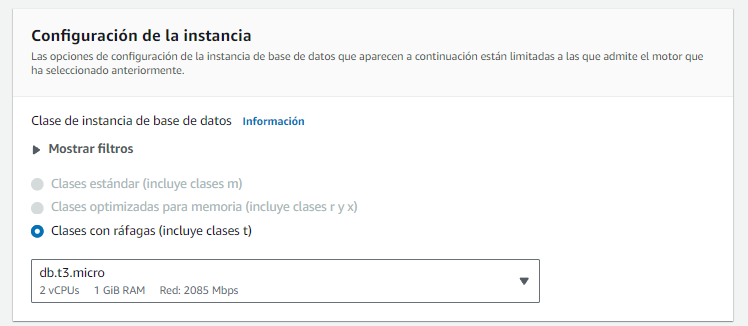 Configuración de la instancia
Las opciones de configuración de la instancia de base de datos que aparecen a continuación están limitadas a las que admite el motor que
ha seleccionado anteriormente.
Clase de instancia de base de datos Información
Mostrar filtros
Clases estándar (incluye clases m)
Clases optimizadas para memoria (incluye clases r y x)
Clases con ráfagas (incluye clases t)
db.t3.micro
2 vCPUs 1 GiB RAM Red: 2085 Mbps